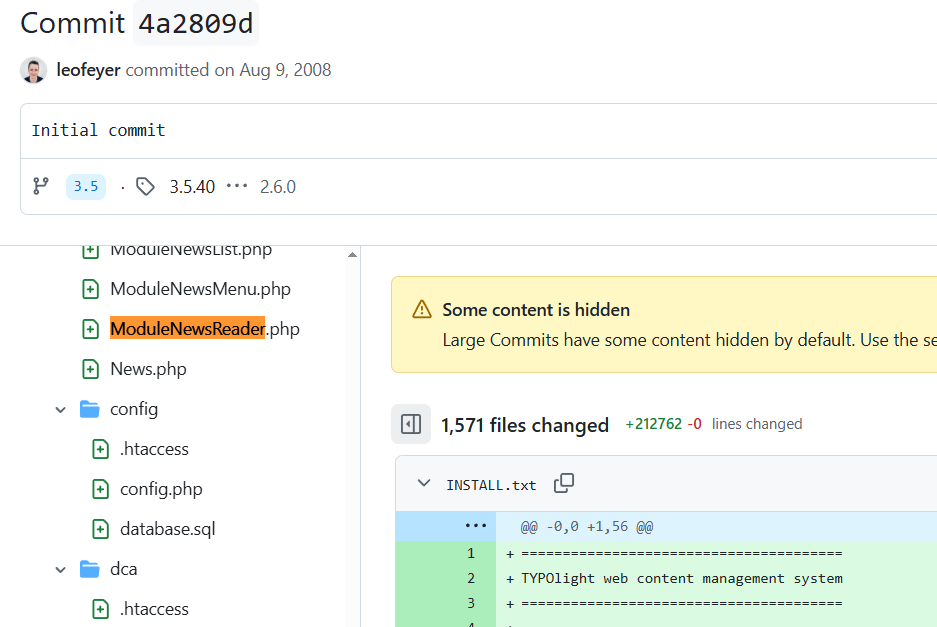 Commit 4a2809d
leofeyer committed on Aug 9, 2008
Initial commit
3.5 · 3.5.40 ··· 2.6.0
ModuleNewsList.php
ModuleNewsMenu.php
ModuleNewsReader.php
News.php
config
.htaccess
config.php
database.sql
dca
.htaccess
Some content is hidden
Large Commits have some content hidden by default. Use the se
1,571 files changed +212762 -0 lines changed
INSTALL.txt
··· @@ -0,0 +1,56 @@
1 + =======================================
2 + TYPOlight web content management system
3 + =======================================
4 +